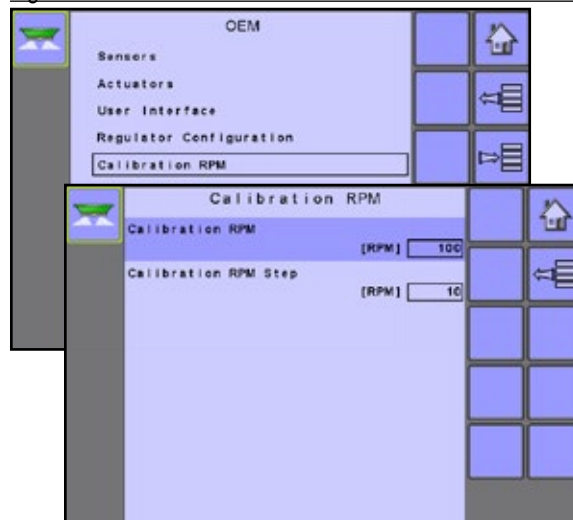 OEM
Sensors
Actuators
User Interface
Regulator Configuration
Calibration RPM
Calibration RPM
Calibration RPM
[RPM] 100
Calibration RPM Step
[RPM] 10